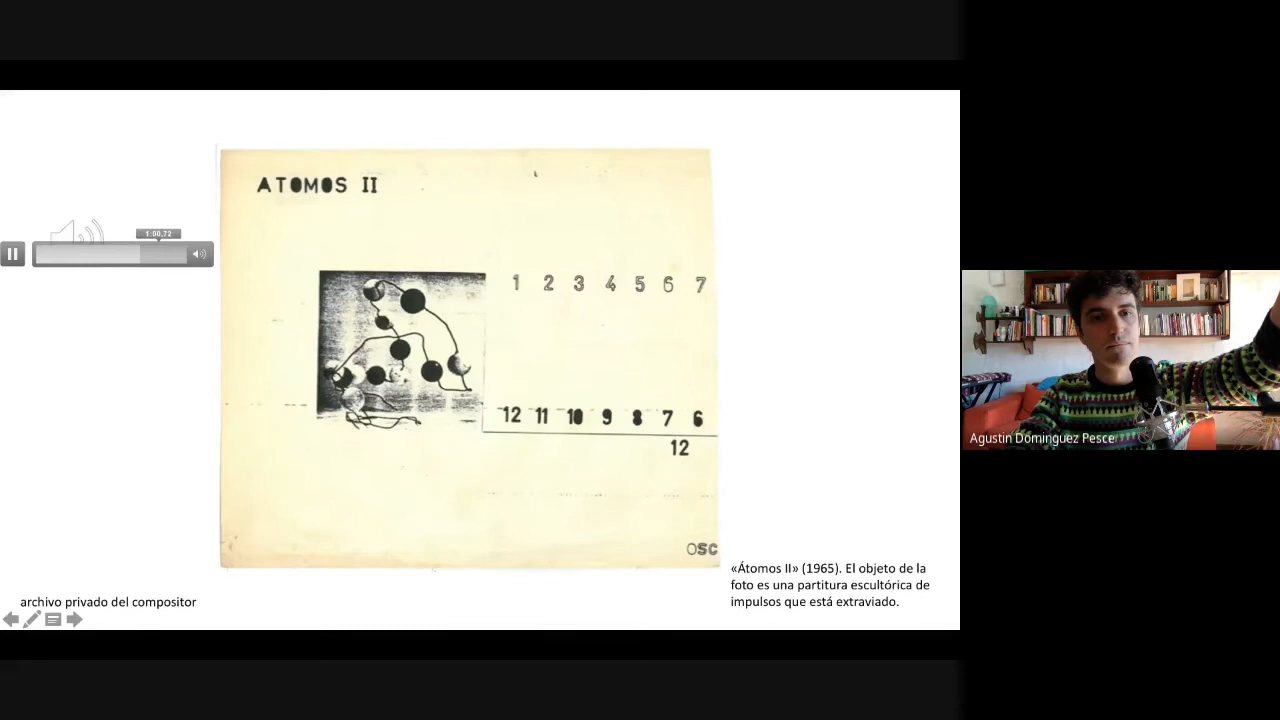 ATOMOS II
1:00,72
1 2 3 4 5 6 7
12 11 10 9 8 7 6
12
OSC
Agustin Dominguez Pesce
«Átomos II» (1965). El objeto de la
foto es una partitura escultórica de
impulsos que está extraviado.
archivo privado del compositor